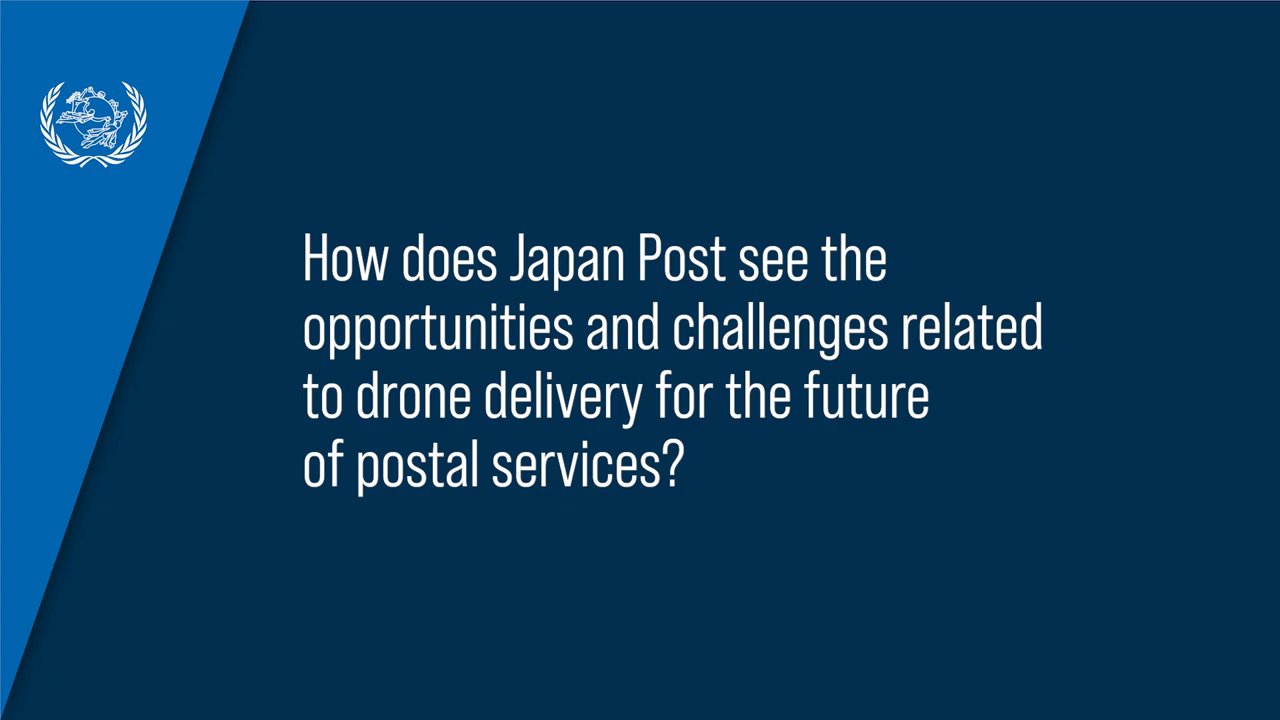 How does Japan Post see the
opportunities and challenges related
to drone delivery for the future
of postal services?